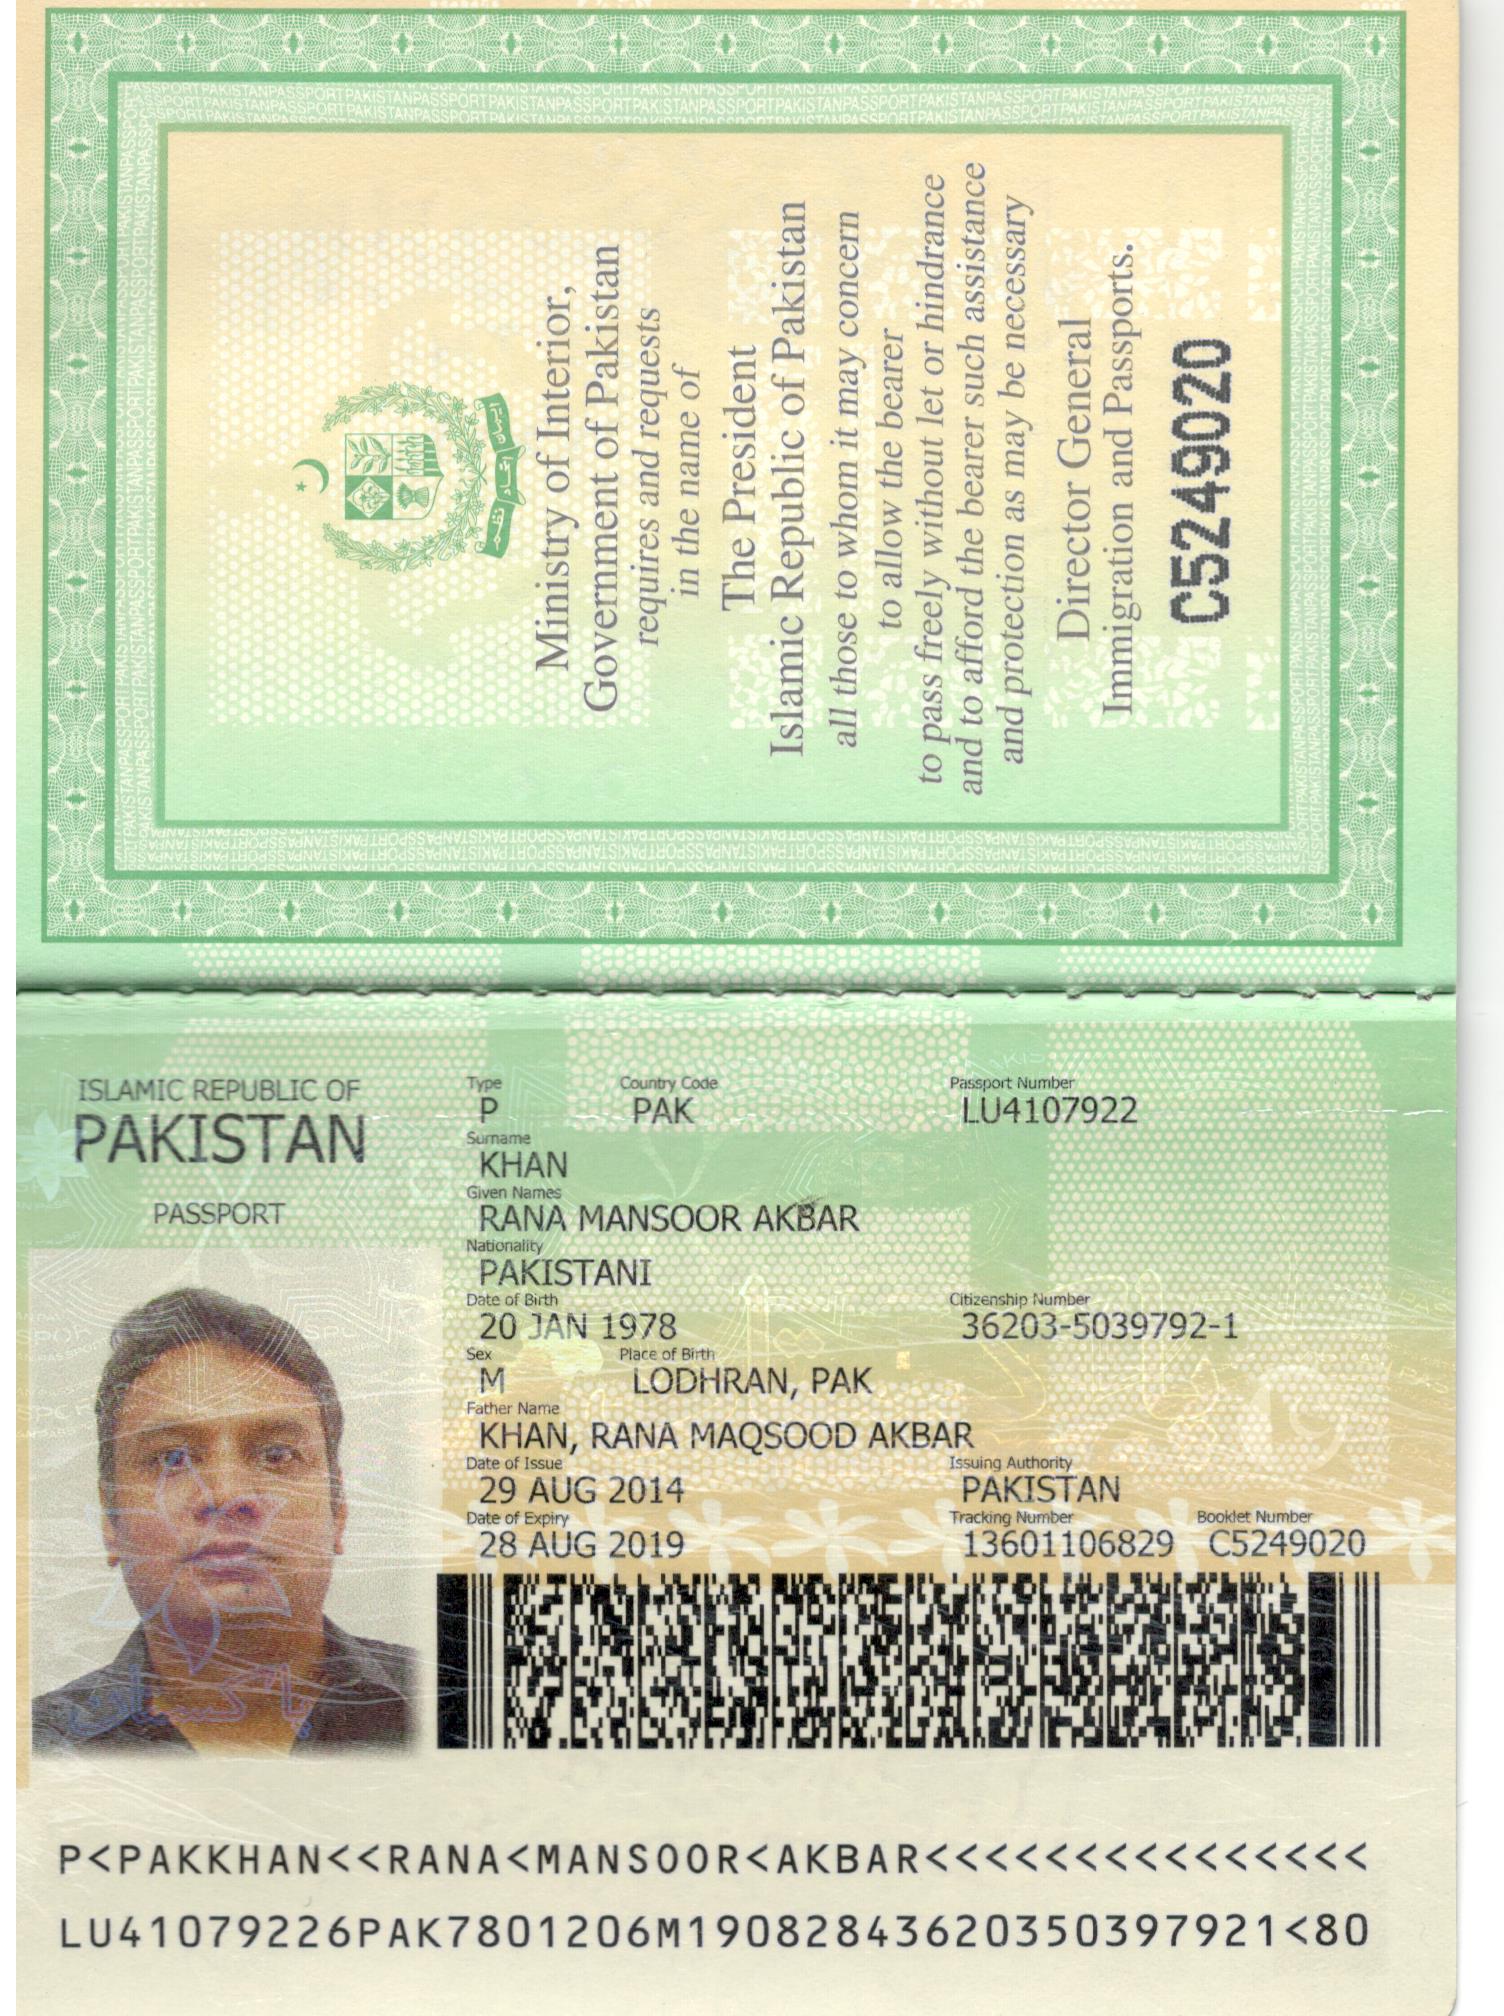 Ministry of Interior,
Government of Pakistan
requires and requests
in the name of
The President
Islamic Republic of Pakistan
all those to whom it may concern
to allow the bearer
to pass freely without let or hindrance
and to afford the bearer such assistance
and protection as may be necessary
Director General
Immigration and Passports.
C5249020
ISLAMIC REPUBLIC OF
PAKISTAN
PASSPORT
Type Country Code Passport Number
P PAK LU4107922
Surname
KHAN
Given Names
RANA MANSOOR AKBAR
Nationality
PAKISTANI
Date of Birth Citizenship Number
20 JAN 1978 36203-5039792-1
Sex Place of Birth
M LODHRAN, PAK
Father Name
KHAN, RANA MAQSOOD AKBAR
Date of Issue Issuing Authority
29 AUG 2014 PAKISTAN
Date of Expiry Tracking Number Booklet Number
28 AUG 2019 13601106829 C5249020
پاکستان
P<PAKKHAN<<RANA<MANSOOR<AKBAR<<<<<<<<<<<<<<<
LU41079226PAK7801206M1908284362035039792​1<80